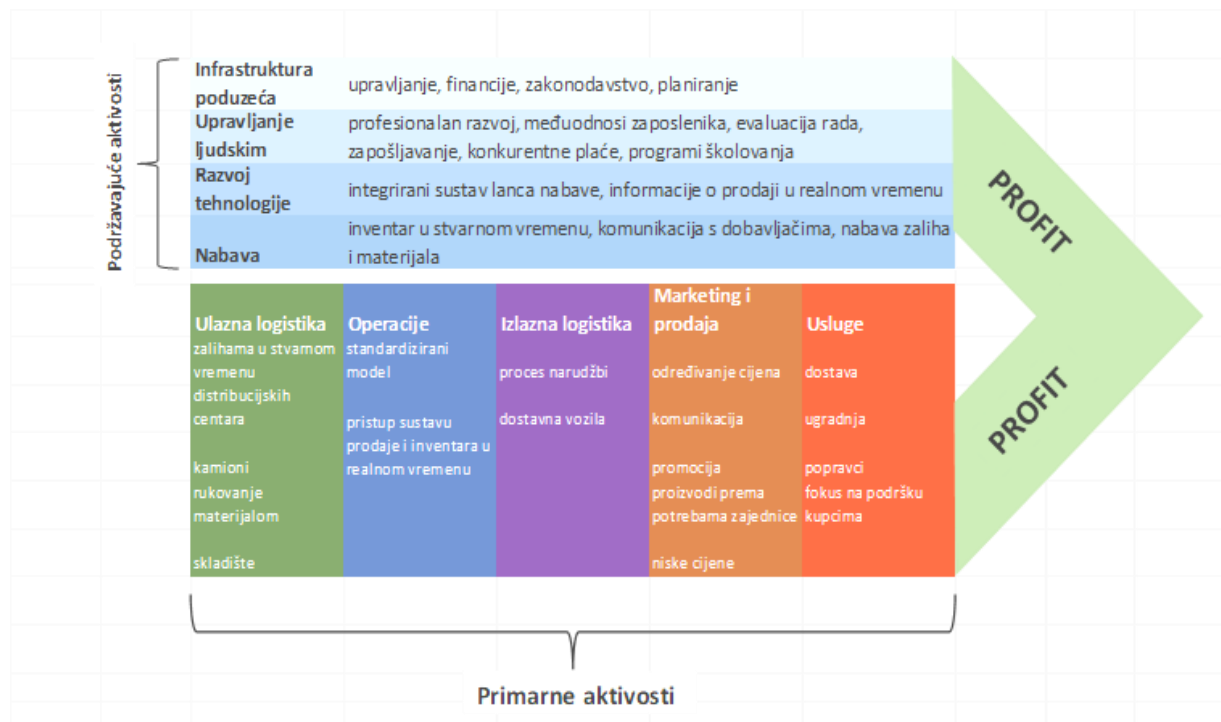 Podržavajuće aktivosti
Infrastruktura
poduzeća
upravljanje, financije, zakonodavstvo, planiranje
Upravljanje
ljudskim
profesionalan razvoj, međuodnosi zaposlenika, evaluacija rada,
zapošljavanje, konkurentne plaće, programi školovanja
Razvoj
tehnologije
integrirani sustav lanca nabave, informacije o prodaji u realnom vremenu
Nabava
inventar u stvarnom vremenu, komunikacija s dobavljačima, nabava zaliha
i materijala
Ulazna logistika
zalihama u stvarnom
vremenu
distribucijskih
centara
kamioni
rukovanje
materijalom
skladište
Operacije
standardizirani
model
pristup sustavu
prodaje i inventara u
realnom vremenu
Izlazna logistika
proces narudžbi
dostavna vozila
Marketing i
prodaja
određivanje cijena
komunikacija
promocija
proizvodi prema
potrebama zajednice
niske cijene
Usluge
dostava
ugradnja
popravci
fokus na podršku
kupcima
PROFIT
PROFIT
Primarne aktivosti